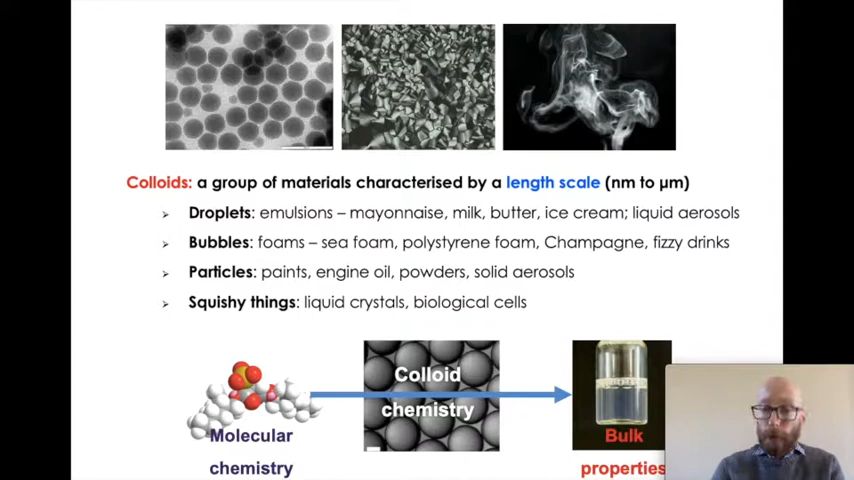 Colloids: a group of materials characterised by a length scale (nm to µm)
Droplets: emulsions – mayonnaise, milk, butter, ice cream; liquid aerosols
Bubbles: foams – sea foam, polystyrene foam, Champagne, fizzy drinks
Particles: paints, engine oil, powders, solid aerosols
Squishy things: liquid crystals, biological cells
Colloid
chemistry
Molecular
chemistry
Bulk
properties